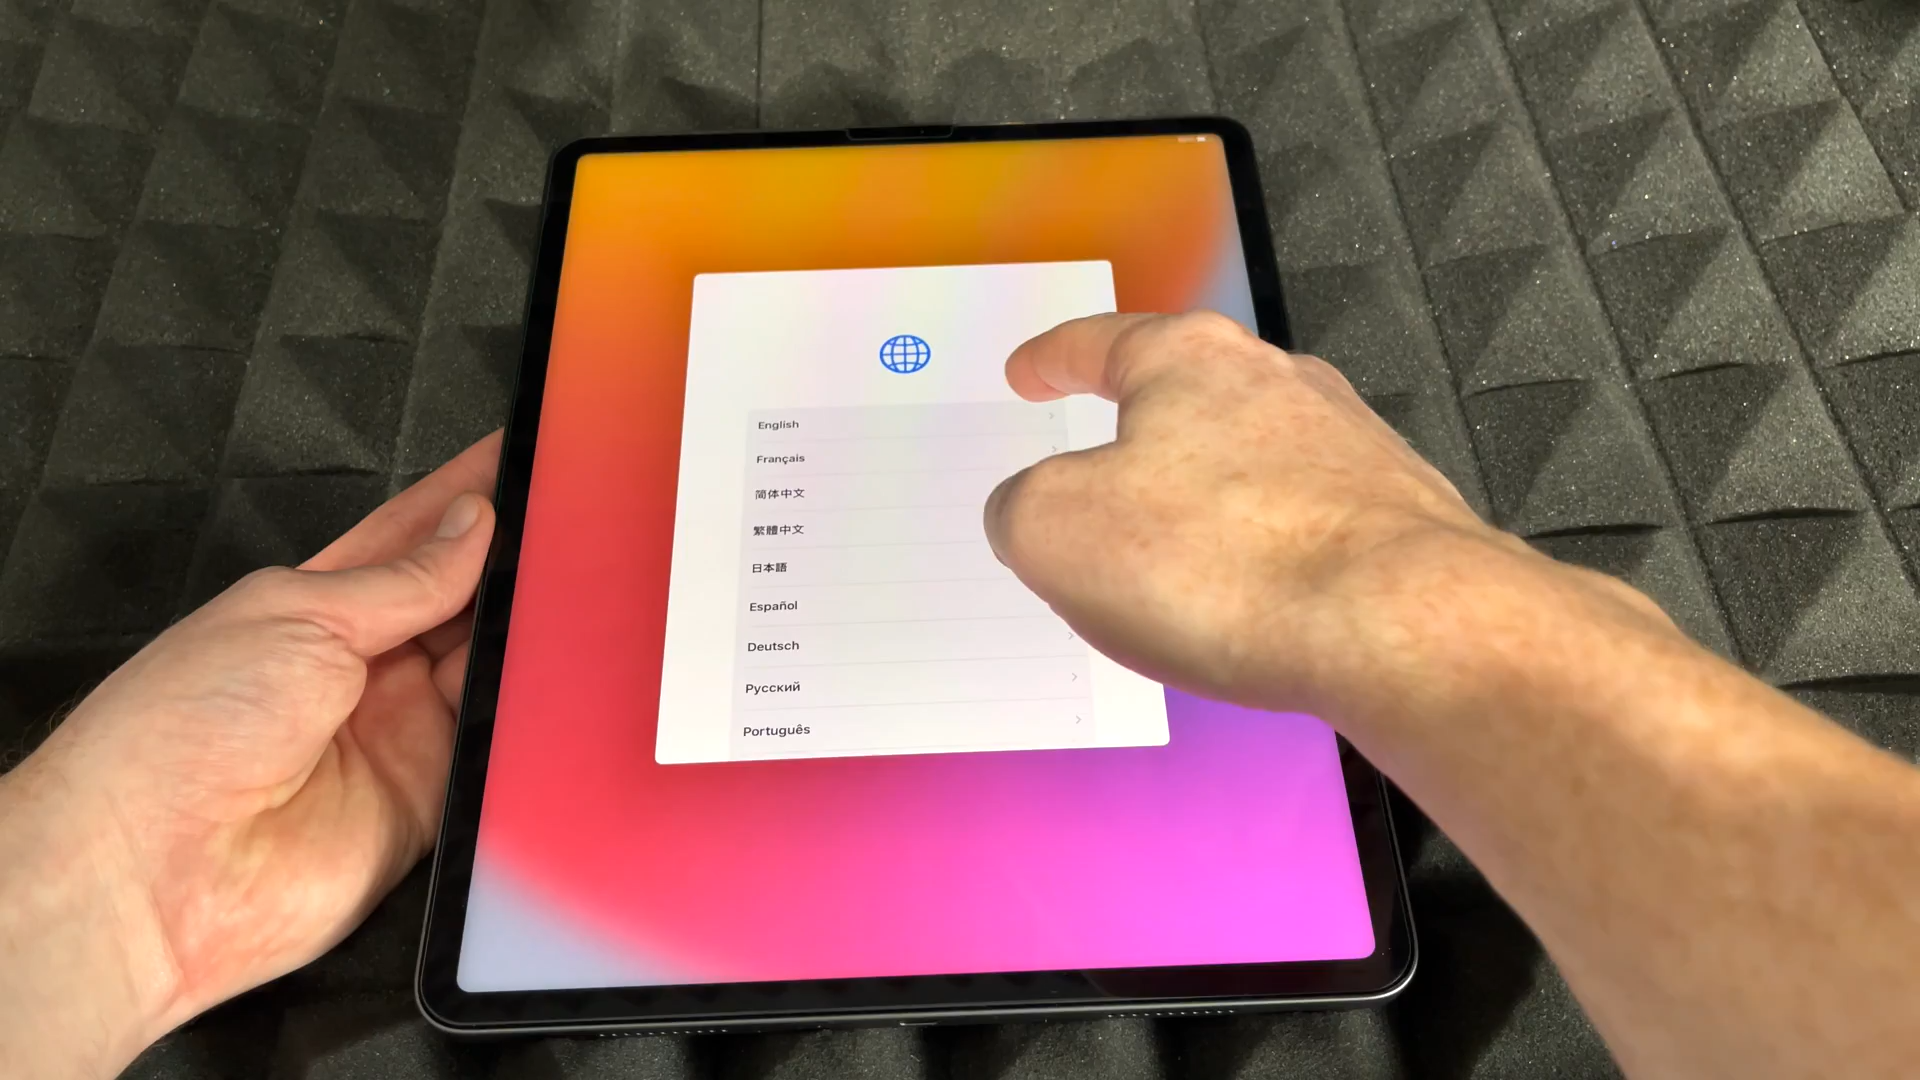 English
Français
简体中文
繁體中文
日本語
Español
Deutsch
Русский
Português